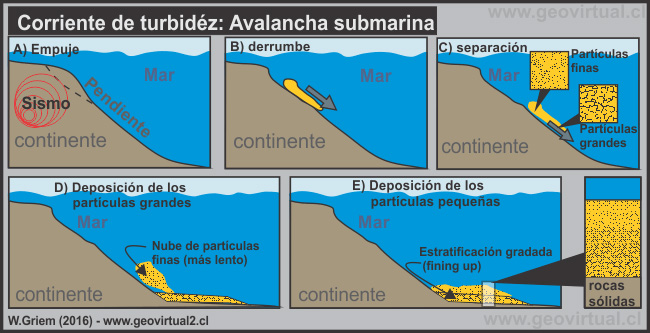 www.geovirtual.cl
Corriente de turbidéz: Avalancha submarina
A) Empuje
Mar
Pendiente
Sismo
continente
B) derrumbe
Mar
continente
C) separación
Partículas
finas
Partículas
grandes
continente
D) Deposición de los
partículas grandes
Mar
Nube de partículas
finas (más lento)
E) Deposición de los
partículas pequeñas
Mar
Estratificación gradada
(fining up)
rocas
sólidas
W.Griem (2016) - www.geovirtual2.cl
www.geovirtual.cl